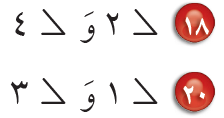 ١٨ ∠٢ وَ ∠٤
٢٠ ∠١ وَ ∠٣